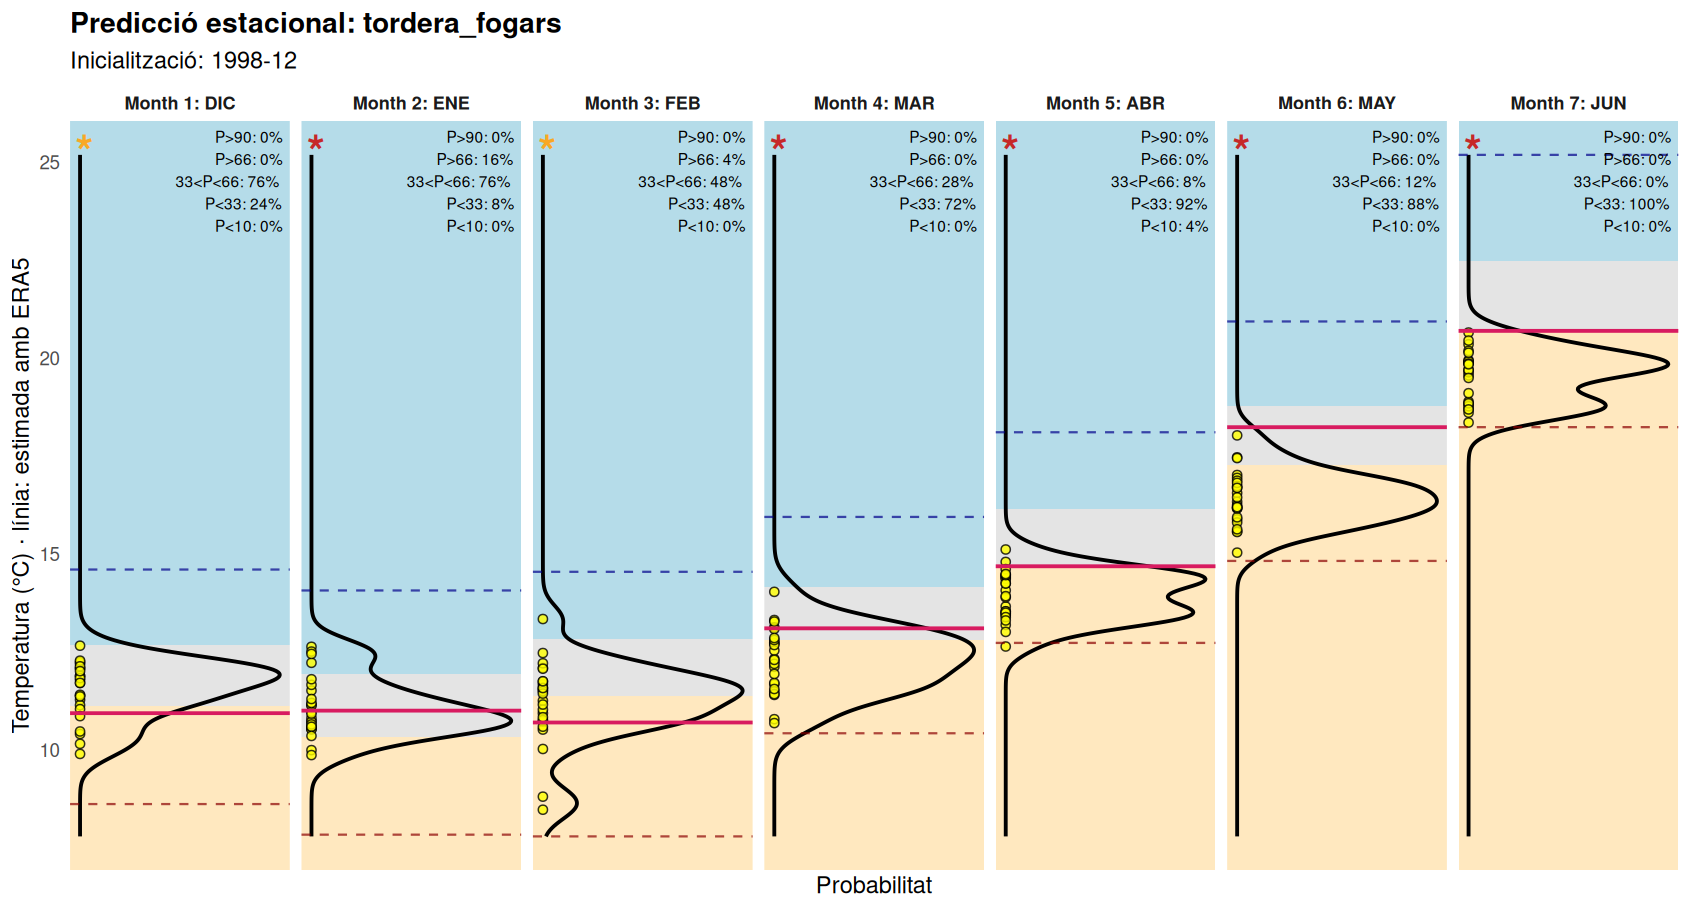 Predicció estacional: tordera_fogars
Inicialització: 1998-12
Month 1: DIC
Month 2: ENE
Month 3: FEB
Month 4: MAR
Month 5: ABR
Month 6: MAY
Month 7: JUN
*
P>90: 0%
P>66: 0%
33<P<66: 76%
P<33: 24%
P<10: 0%
*
P>90: 0%
P>66: 16%
33<P<66: 76%
P<33: 8%
P<10: 0%
*
P>90: 0%
P>66: 4%
33<P<66: 48%
P<33: 48%
P<10: 0%
*
P>90: 0%
P>66: 0%
33<P<66: 28%
P<33: 72%
P<10: 0%
*
P>90: 0%
P>66: 0%
33<P<66: 8%
P<33: 92%
P<10: 4%
*
P>90: 0%
P>66: 0%
33<P<66: 12%
P<33: 88%
P<10: 0%
*
P>90: 0%
P>66: 0%
33<P<66: 0%
P<33: 100%
P<10: 0%
25
20
15
10
Temperatura (°C) · línia: estimada amb ERA5
Probabilitat